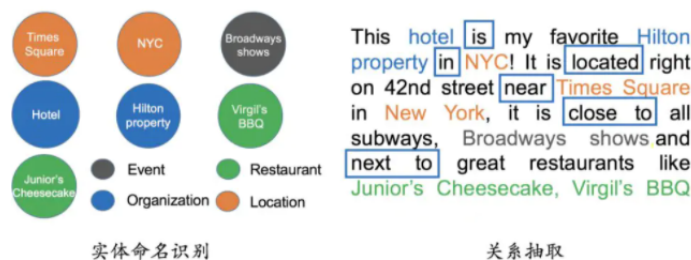 Times
Square
NYC
Broadways
shows
Hotel
Hilton
property
Virgil's
BBQ
Junior's
Cheesecake
Event
Restaurant
Organization
Location
实体命名识别
This hotel is my favorite Hilton
property in NYC! It is located right
on 42nd street near Times Square
in New York, it is close to all
subways, Broadways shows and
next to great restaurants like
Junior's Cheesecake, Virgil's BBQ
关系抽取